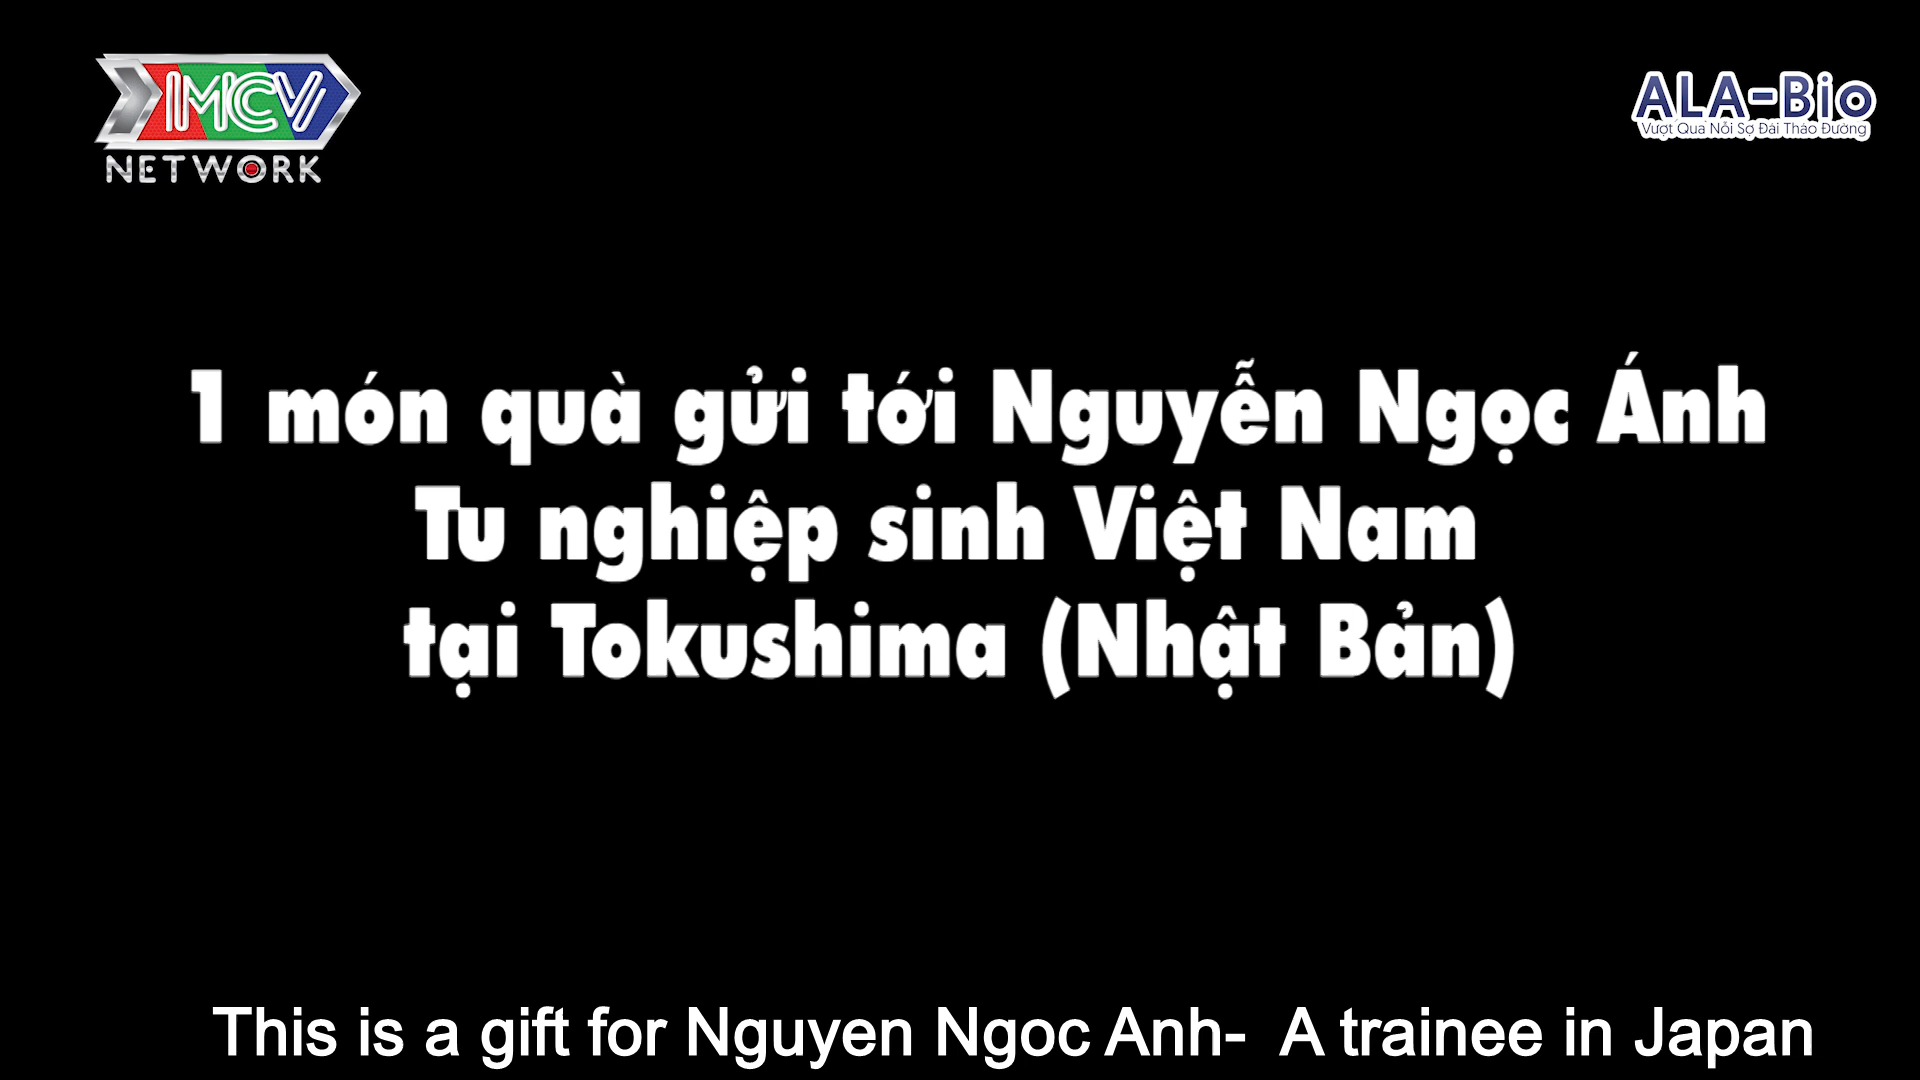 MCV
NETWORK
ALA-Bio
Vượt Qua Nỗi Sợ Đái Tháo Đường
1 món quà gửi tới Nguyễn Ngọc Ánh
Tu nghiệp sinh Việt Nam
tại Tokushima (Nhật Bản)
This is a gift for Nguyen Ngoc Anh-  A trainee in Japan